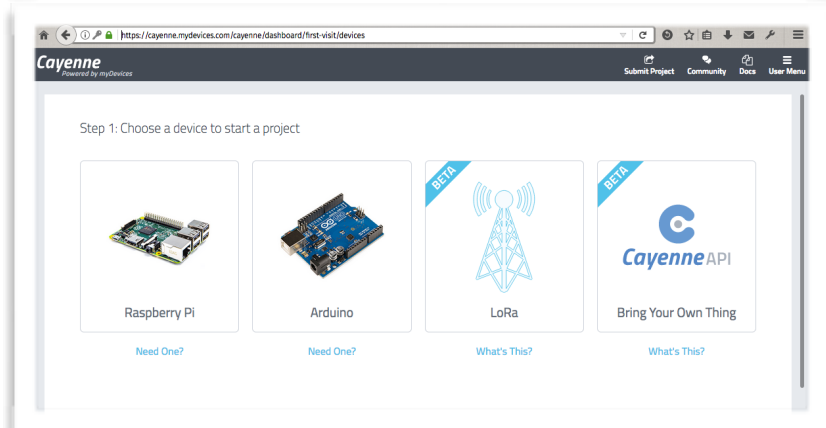 https://cayenne.mydevices.com/cayenne/dashboard/first-visit/devices
Cayenne
Powered by myDevices
Submit Project
Community
Docs
User Menu
Step 1: Choose a device to start a project
BETA
BETA
Cayenne API
Raspberry Pi
Arduino
LoRa
Bring Your Own Thing
Need One?
Need One?
What's This?
What's This?